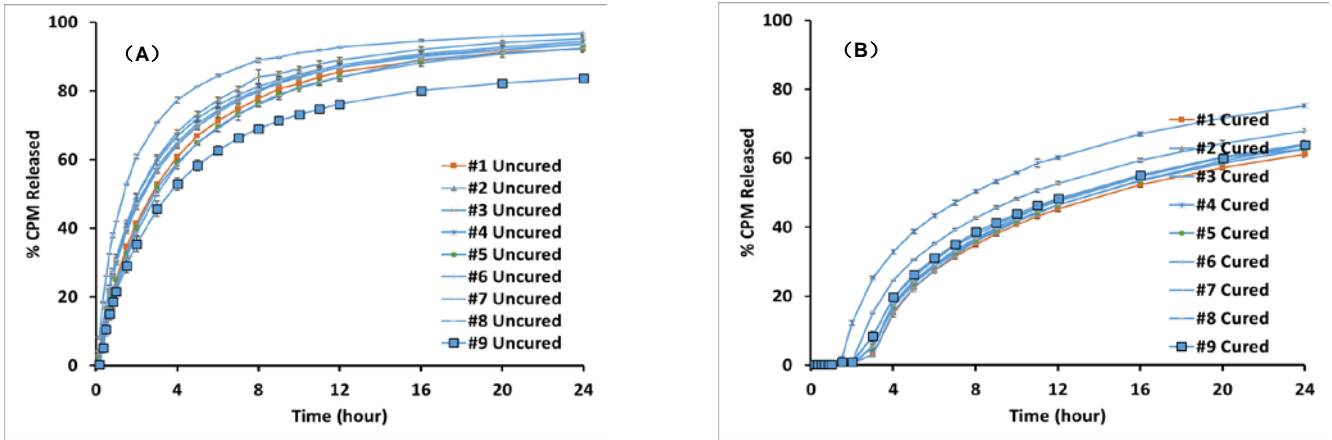 （A）
% CPM Released
100
80
60
40
20
0
0 4 8 12 16 20 24
Time (hour)
#1 Uncured
#2 Uncured
#3 Uncured
#4 Uncured
#5 Uncured
#6 Uncured
#7 Uncured
#8 Uncured
#9 Uncured
（B）
% CPM Released
100
80
60
40
20
0
0 4 8 12 16 20 24
Time (hour)
#1 Cured
#2 Cured
#3 Cured
#4 Cured
#5 Cured
#6 Cured
#7 Cured
#8 Cured
#9 Cured